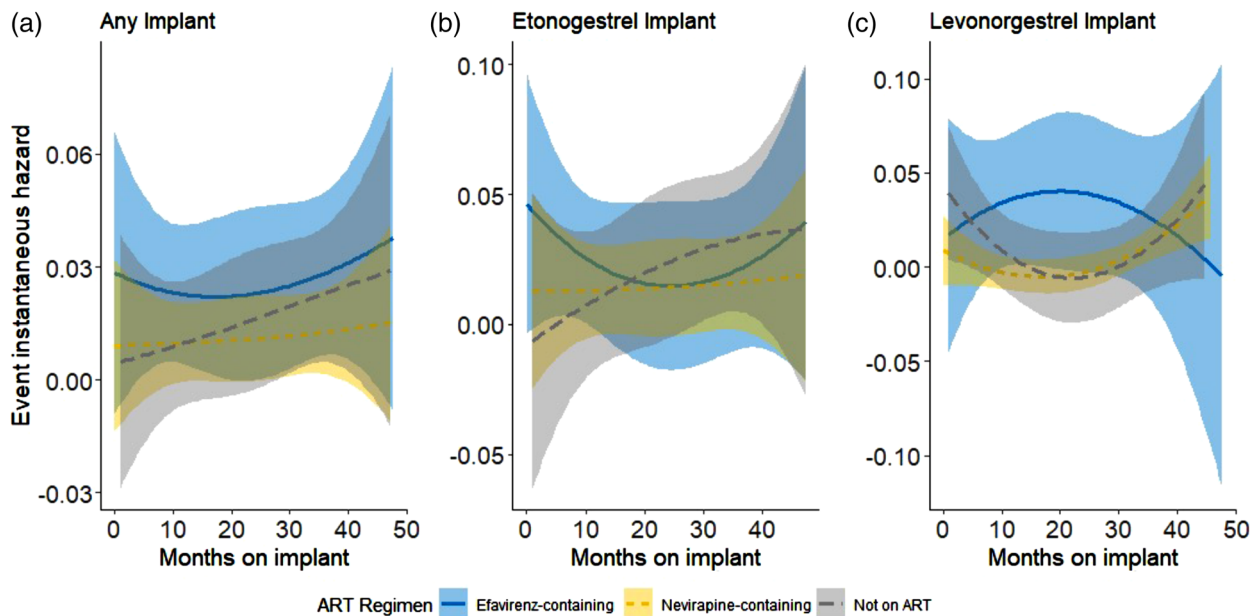 (a) Any Implant
(b) Etonogestrel Implant
(c) Levonorgestrel Implant
Event instantaneous hazard
0.06
0.03
0.00
-0.03
0 10 20 30 40 50
Months on implant
0.10
0.05
0.00
-0.05
0 10 20 30 40
Months on implant
0.10
0.05
0.00
-0.05
-0.10
0 10 20 30 40 50
Months on implant
ART Regimen Efavirenz-containing Nevirapine-containing Not on ART